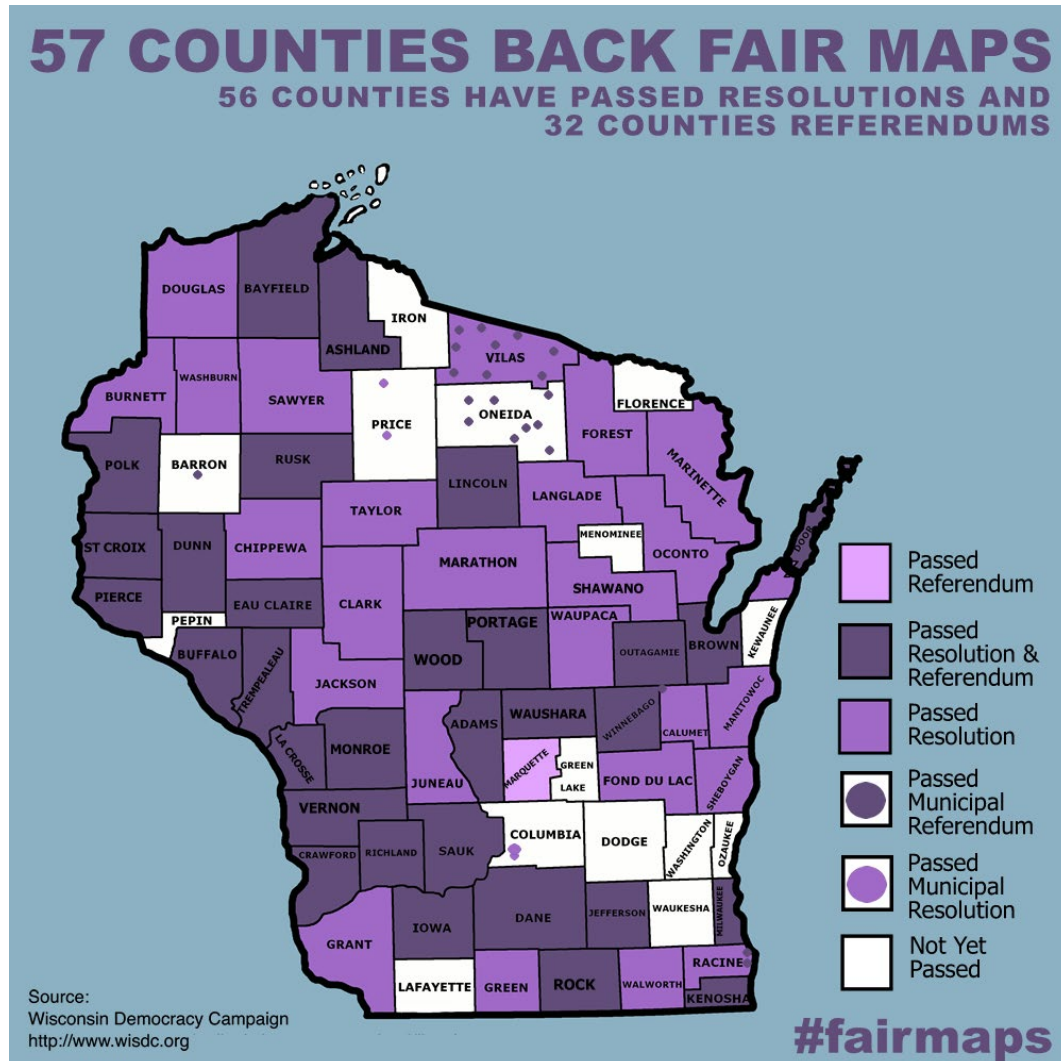 57 COUNTIES BACK FAIR MAPS
56 COUNTIES HAVE PASSED RESOLUTIONS AND
32 COUNTIES REFERENDUMS
DOUGLAS
BAYFIELD
IRON
ASHLAND
VILAS
BURNETT
WASHBURN
SAWYER
PRICE
ONEIDA
FLORENCE
FOREST
MARINETTE
POLK
BARRON
RUSK
LINCOLN
LANGLADE
TAYLOR
ST CROIX
DUNN
CHIPPEWA
MENOMINEE
OCONTO
DOOR
MARATHON
SHAWANO
PIERCE
EAU CLAIRE
CLARK
PEPIN
PORTAGE
WAUPACA
BUFFALO
WOOD
OUTAGAMIE
BROWN
KEWAUNEE
TREMPEALEAU
JACKSON
ADAMS
WAUSHARA
WINNEBAGO
CALUMET
MANITOWOC
LA CROSSE
MONROE
JUNEAU
MARQUETTE
GREEN
LAKE
FOND DU LAC
SHEBOYGAN
VERNON
COLUMBIA
DODGE
WASHINGTON
OZAUKEE
CRAWFORD
RICHLAND
SAUK
GRANT
IOWA
DANE
JEFFERSON
WAUKESHA
MILWAUKEE
LAFAYETTE
GREEN
ROCK
WALWORTH
RACINE
KENOSHA
Passed
Referendum
Passed
Resolution &
Referendum
Passed
Resolution
Passed
Municipal
Referendum
Passed
Municipal
Resolution
Not Yet
Passed
Source:
Wisconsin Democracy Campaign
http://www.wisdc.org
#fairmaps